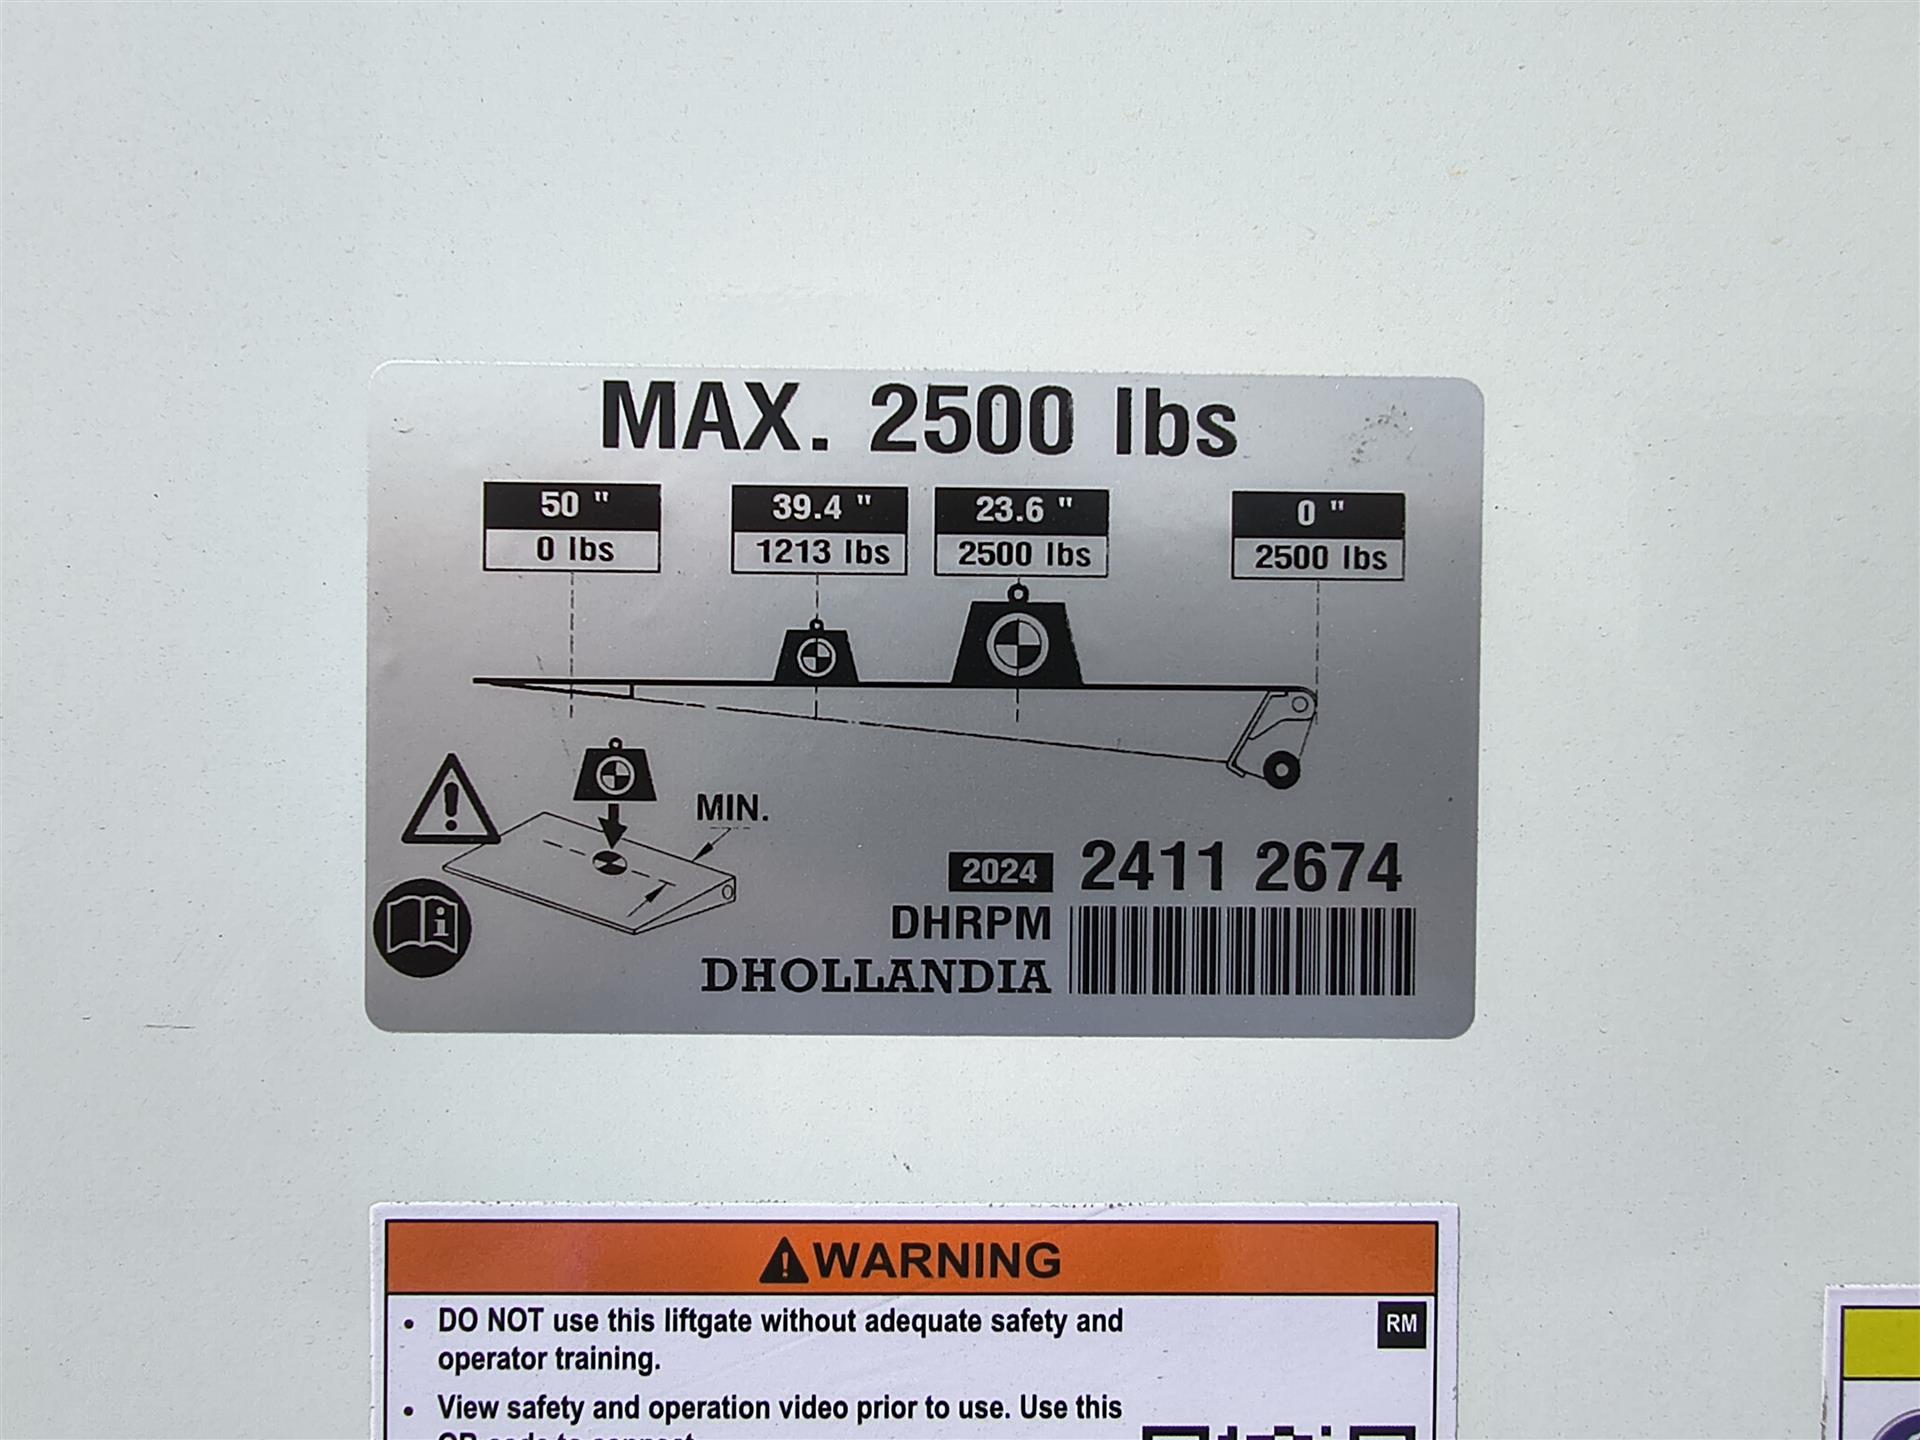 MAX. 2500 lbs
50 " 39.4 " 23.6 " 0 "
0 lbs 1213 lbs 2500 lbs 2500 lbs
MIN.
2024 2411 2674
DHRPM
DHOLLANDIA
WARNING
• DO NOT use this liftgate without adequate safety and
operator training.
RM
• View safety and operation video prior to use. Use this